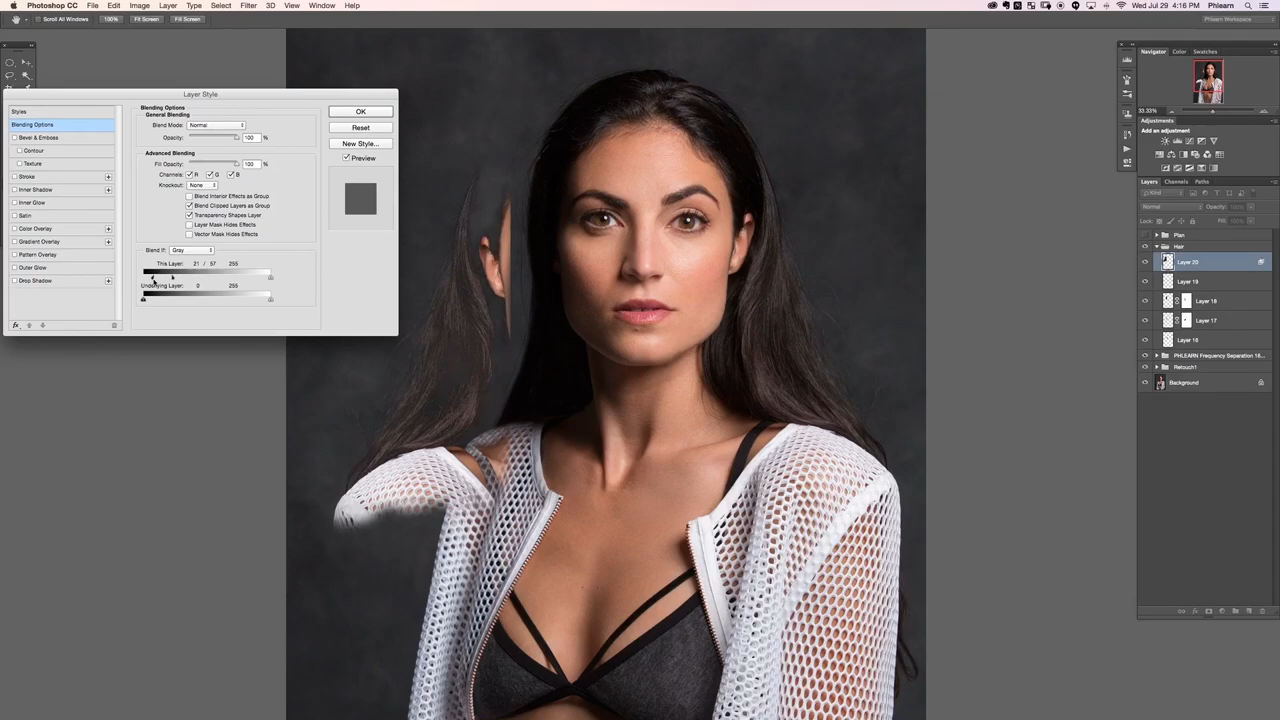 Photoshop CC File Edit Image Layer Type Select Filter 3D View Window Help Wed Jul 29 4:16 PM Phlearn
Scroll All Windows 100% Fit Screen Fill Screen Phlearn Workspace
Layer Style
Styles
Blending Options
Bevel & Emboss
Contour
Texture
Stroke
Inner Shadow
Inner Glow
Satin
Color Overlay
Gradient Overlay
Pattern Overlay
Outer Glow
Drop Shadow
fx
Blending Options
General Blending
Blend Mode: Normal
Opacity: 100 %
Advanced Blending
Fill Opacity: 100 %
Channels: R G B
Knockout: None
Blend Interior Effects as Group
Blend Clipped Layers as Group
Transparency Shapes Layer
Layer Mask Hides Effects
Vector Mask Hides Effects
Blend If: Gray
This Layer: 21 / 57 255
Underlying Layer: 0 255
OK
Reset
New Style...
Preview
Navigator Color Swatches
33.33%
Adjustments
Add an adjustment
Layers Channels Paths
Kind
Normal Opacity: 100%
Lock: Fill: 100%
Plan
Hair
Layer 20
Layer 19
Layer 18
Layer 17
Layer 16
PHLEARN Frequency Separation 16...
Retouch1
Background